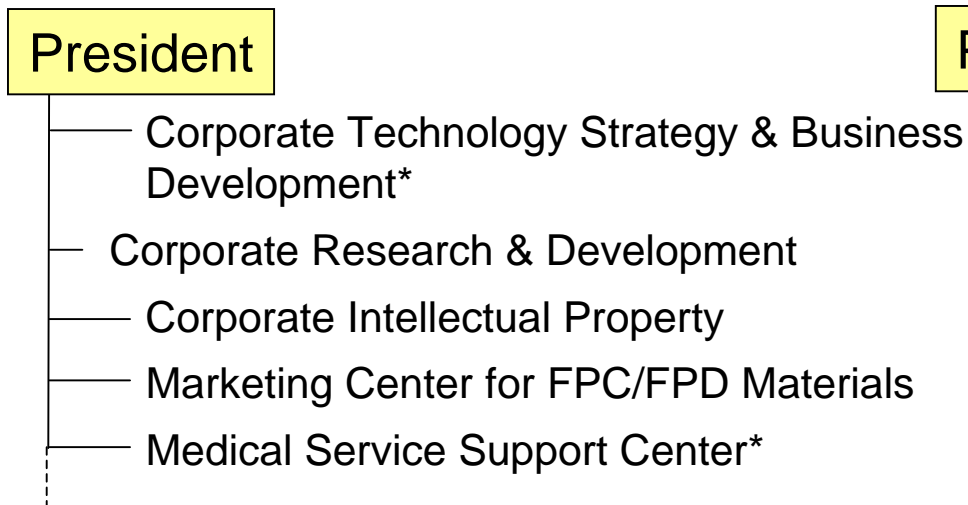 President
Corporate Technology Strategy & Business
Development*
Corporate Research & Development
Corporate Intellectual Property
Marketing Center for FPC/FPD Materials
Medical Service Support Center*